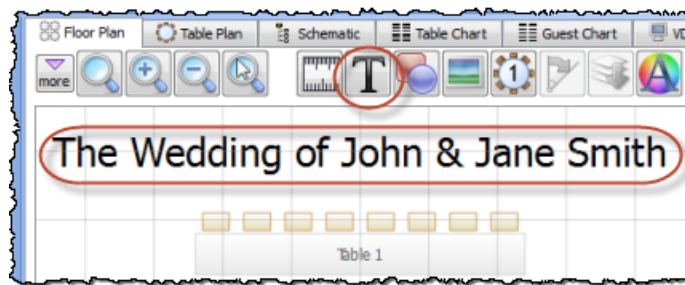 Floor Plan Table Plan Schematic Table Chart Guest Chart
more T 1 A
The Wedding of John & Jane Smith
Table 1